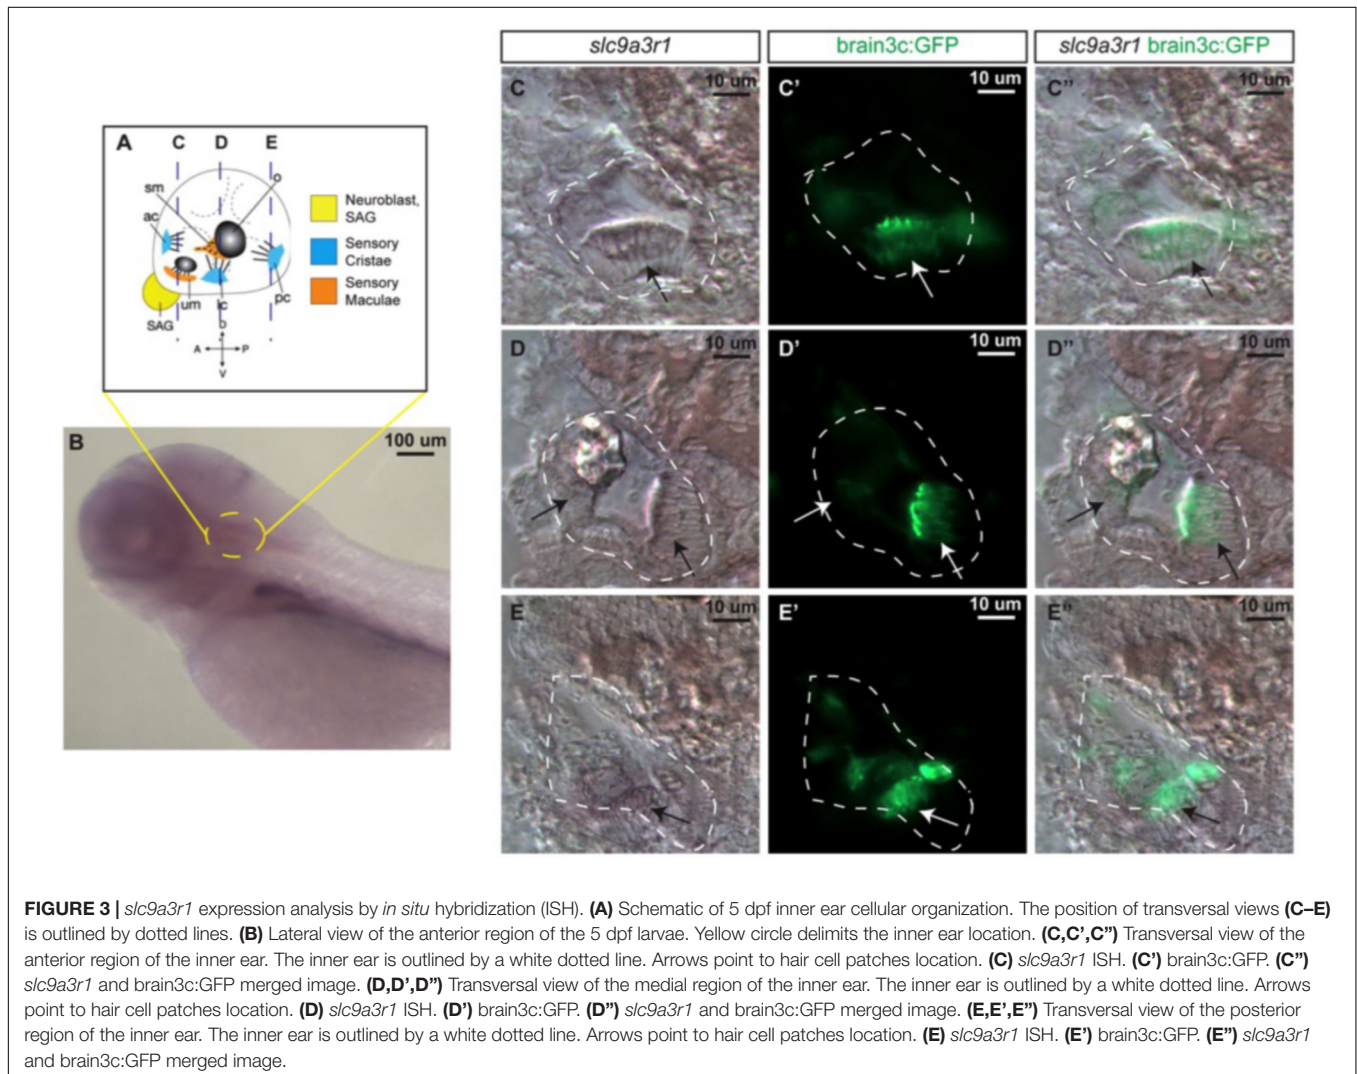 slc9a3r1
brain3c:GFP
slc9a3r1 brain3c:GFP
C
10 um
C’
10 um
C”
10 um
A
C
D
E
sm
o
ac
um
lc
pc
SAG
D
A
P
V
Neuroblast,
SAG
Sensory
Cristae
Sensory
Maculae
D
10 um
D’
10 um
D”
10 um
B
100 um
E
10 um
E’
10 um
E”
10 um
FIGURE 3 | slc9a3r1 expression analysis by in situ hybridization (ISH). (A) Schematic of 5 dpf inner ear cellular organization. The position of transversal views (C–E)
is outlined by dotted lines. (B) Lateral view of the anterior region of the 5 dpf larvae. Yellow circle delimits the inner ear location. (C,C’,C”) Transversal view of the
anterior region of the inner ear. The inner ear is outlined by a white dotted line. Arrows point to hair cell patches location. (C) slc9a3r1 ISH. (C’) brain3c:GFP. (C”)
slc9a3r1 and brain3c:GFP merged image. (D,D’,D”) Transversal view of the medial region of the inner ear. The inner ear is outlined by a white dotted line. Arrows
point to hair cell patches location. (D) slc9a3r1 ISH. (D’) brain3c:GFP. (D”) slc9a3r1 and brain3c:GFP merged image. (E,E’,E”) Transversal view of the posterior
region of the inner ear. The inner ear is outlined by a white dotted line. Arrows point to hair cell patches location. (E) slc9a3r1 ISH. (E’) brain3c:GFP. (E”) slc9a3r1
and brain3c:GFP merged image.